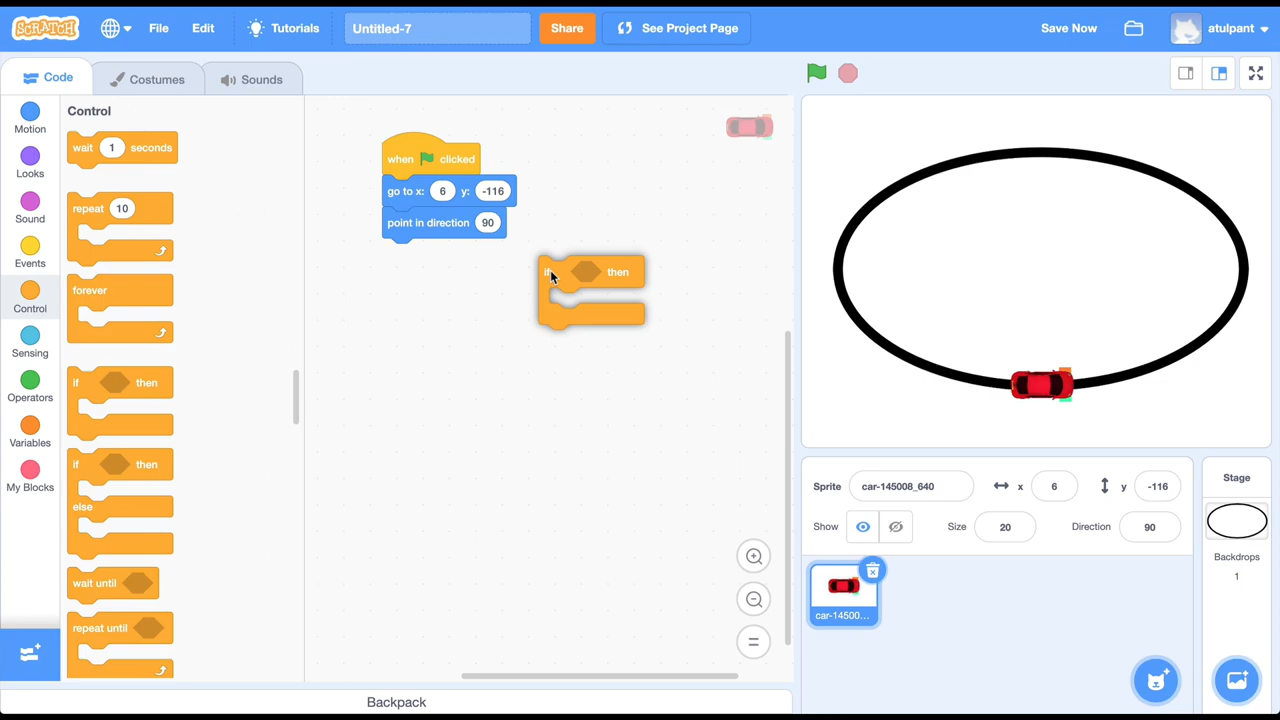 SCRATCH File Edit Tutorials Untitled-7 Share See Project Page Save Now atulpant
Code Costumes Sounds
Motion
Looks
Sound
Events
Control
Sensing
Operators
Variables
My Blocks
Control
wait 1 seconds
repeat 10
forever
if then
if then
else
wait until
repeat until
when clicked
go to x: 6 y: -116
point in direction 90
if then
Backpack
Sprite car-145008_640 x 6 y -116
Show Size 20 Direction 90
car-14500...
Stage
Backdrops
1